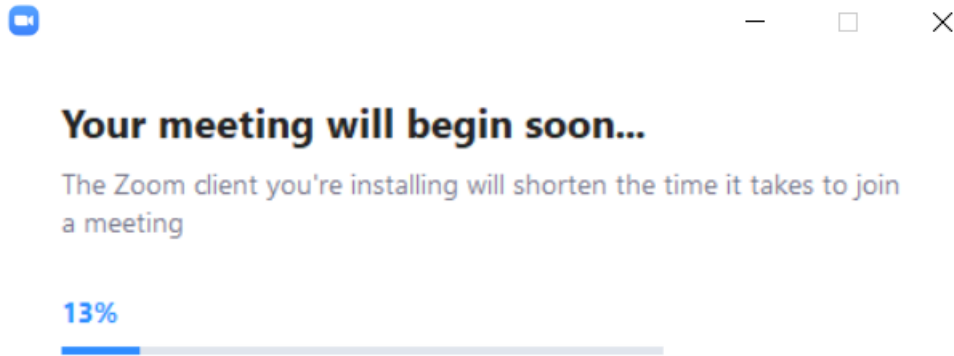 Your meeting will begin soon...
The Zoom client you're installing will shorten the time it takes to join
a meeting
13%